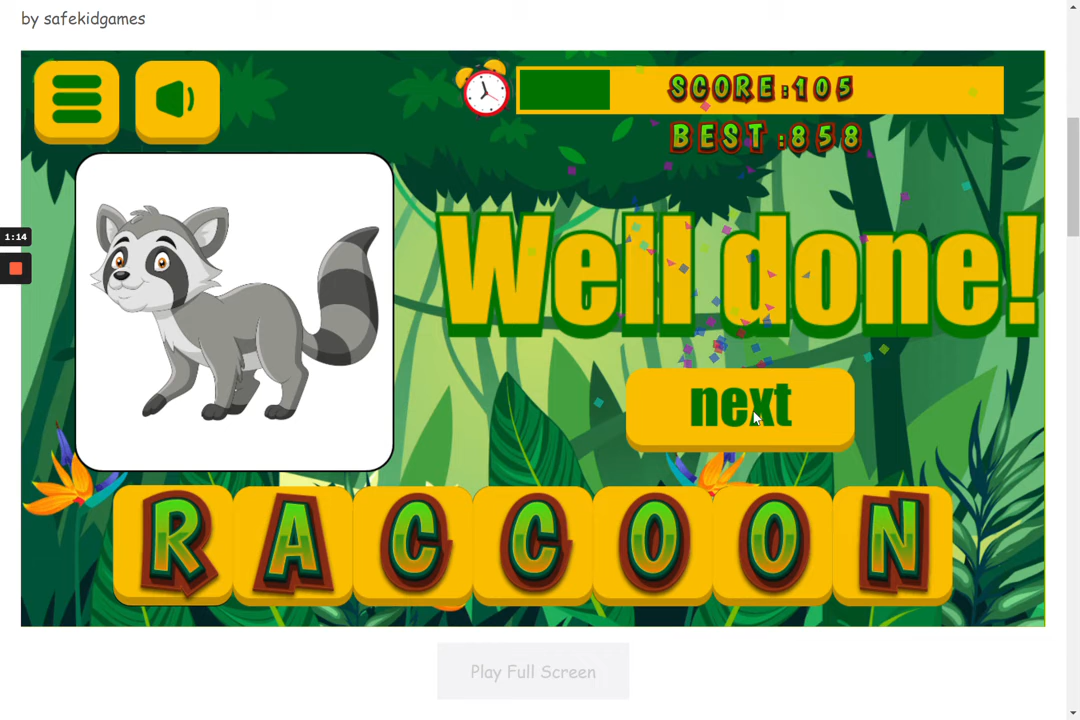 by safekidgames
SCORE:105
BEST :858
1:14
Well done!
next
RACCOON
Play Full Screen